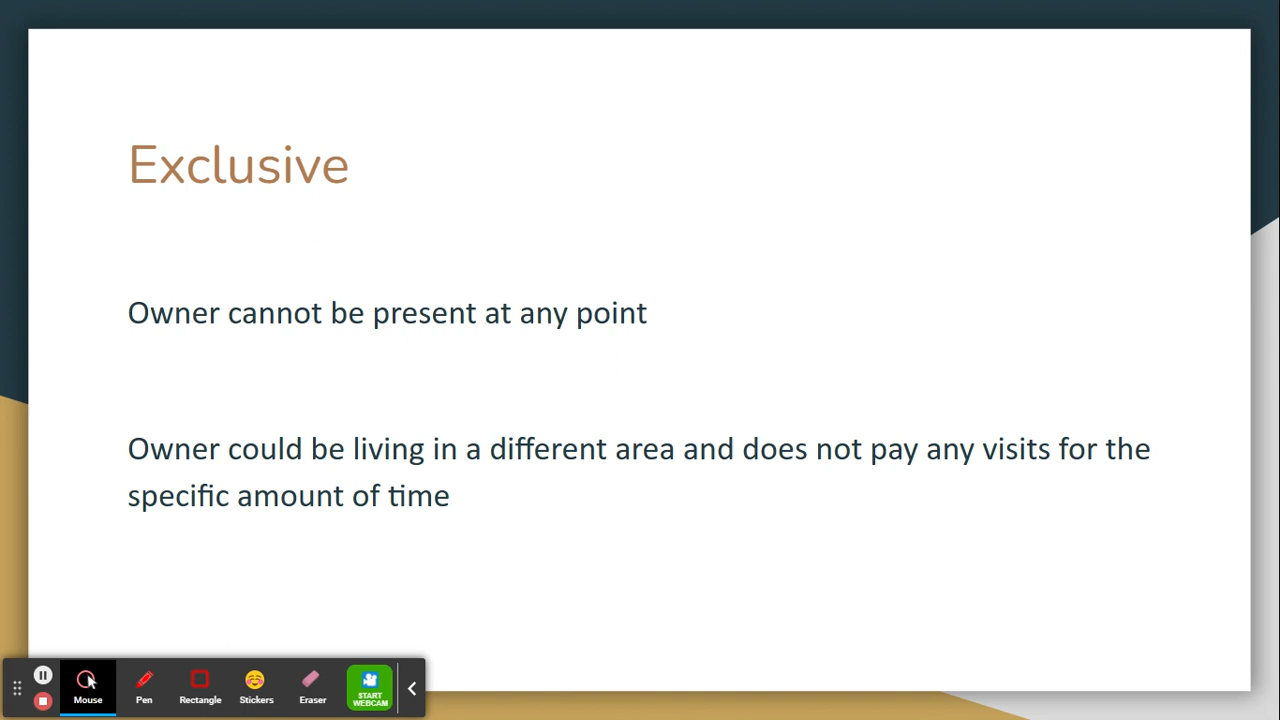 Exclusive
Owner cannot be present at any point
Owner could be living in a different area and does not pay any visits for the
specific amount of time
Mouse
Pen
Rectangle
Stickers
Eraser
START
WEBCAM